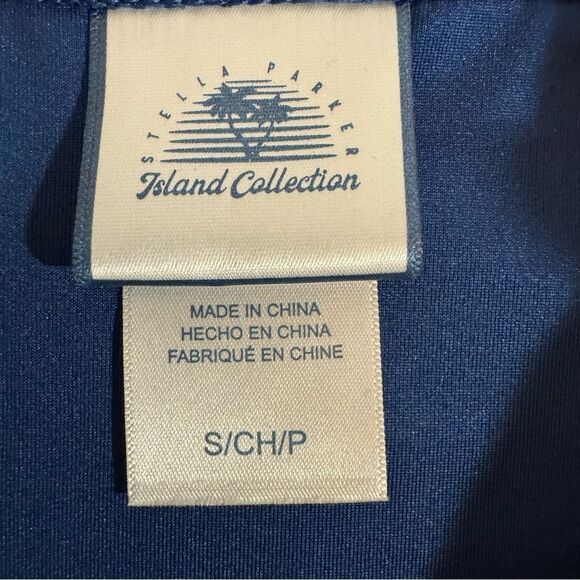 STELLA PARKER
Island Collection
MADE IN CHINA
HECHO EN CHINA
FABRIQUÉ EN CHINE
S/CH/P